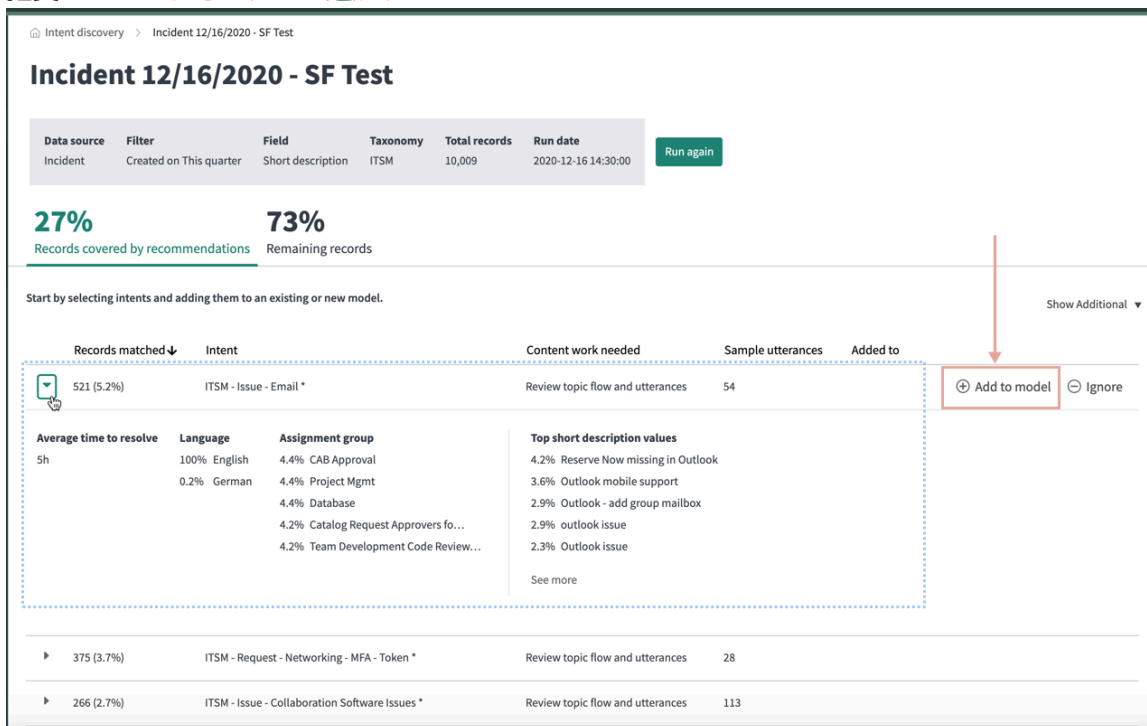 Intent discovery > Incident 12/16/2020 - SF Test
Incident 12/16/2020 - SF Test
Data source Filter Field Taxonomy Total records Run date
Incident Created on This quarter Short description ITSM 10,009 2020-12-16 14:30:00
Run again
27% 73%
Records covered by recommendations Remaining records
Start by selecting intents and adding them to an existing or new model.
Show Additional ▼
Records matched↓ Intent Content work needed Sample utterances Added to
521 (5.2%) ITSM - Issue - Email * Review topic flow and utterances 54 Add to model Ignore
Average time to resolve Language Assignment group Top short description values
5h 100% English 4.4% CAB Approval 4.2% Reserve Now missing in Outlook
0.2% German 4.4% Project Mgmt 3.6% Outlook mobile support
4.4% Database 2.9% Outlook - add group mailbox
4.2% Catalog Request Approvers fo... 2.9% outlook issue
4.2% Team Development Code Review... 2.3% Outlook issue
See more
375 (3.7%) ITSM - Request - Networking - MFA - Token * Review topic flow and utterances 28
266 (2.7%) ITSM - Issue - Collaboration Software Issues * Review topic flow and utterances 113